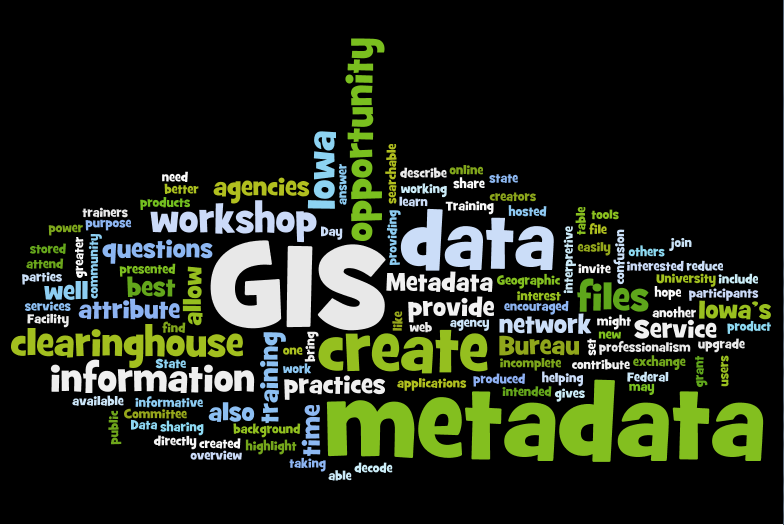 opportunity
Iowa
answer
searchable
describe
online
need
better
agencies
working
share
state
products
learn
Training
creators
hosted
trainers
workshop
Day
providing
data
table
tools
file
power
purpose
stored
greater
community
questions
GIS
interpretive
easily
confusion
others
join
attend
presented
invite
interested
reduce
parties
well
best
allow
Metadata
Geographic
University
include
services
attribute
interest
files
hope
participants
Facility
find
like
provide
encouraged
another
Iowa's
web
agency
network
might
Service
product
clearinghouse
training
one
bring
create
Bureau
set
new
professionalism
upgrade
State
work
incomplete
contribute
exchange
grant
users
information
practices
applications
produced
helping
Federal
intended
gives
may
available
informative
public
Committee
also
time
metadata
Data
sharing
background
directly
created
highlight
overview
taking
able
decode